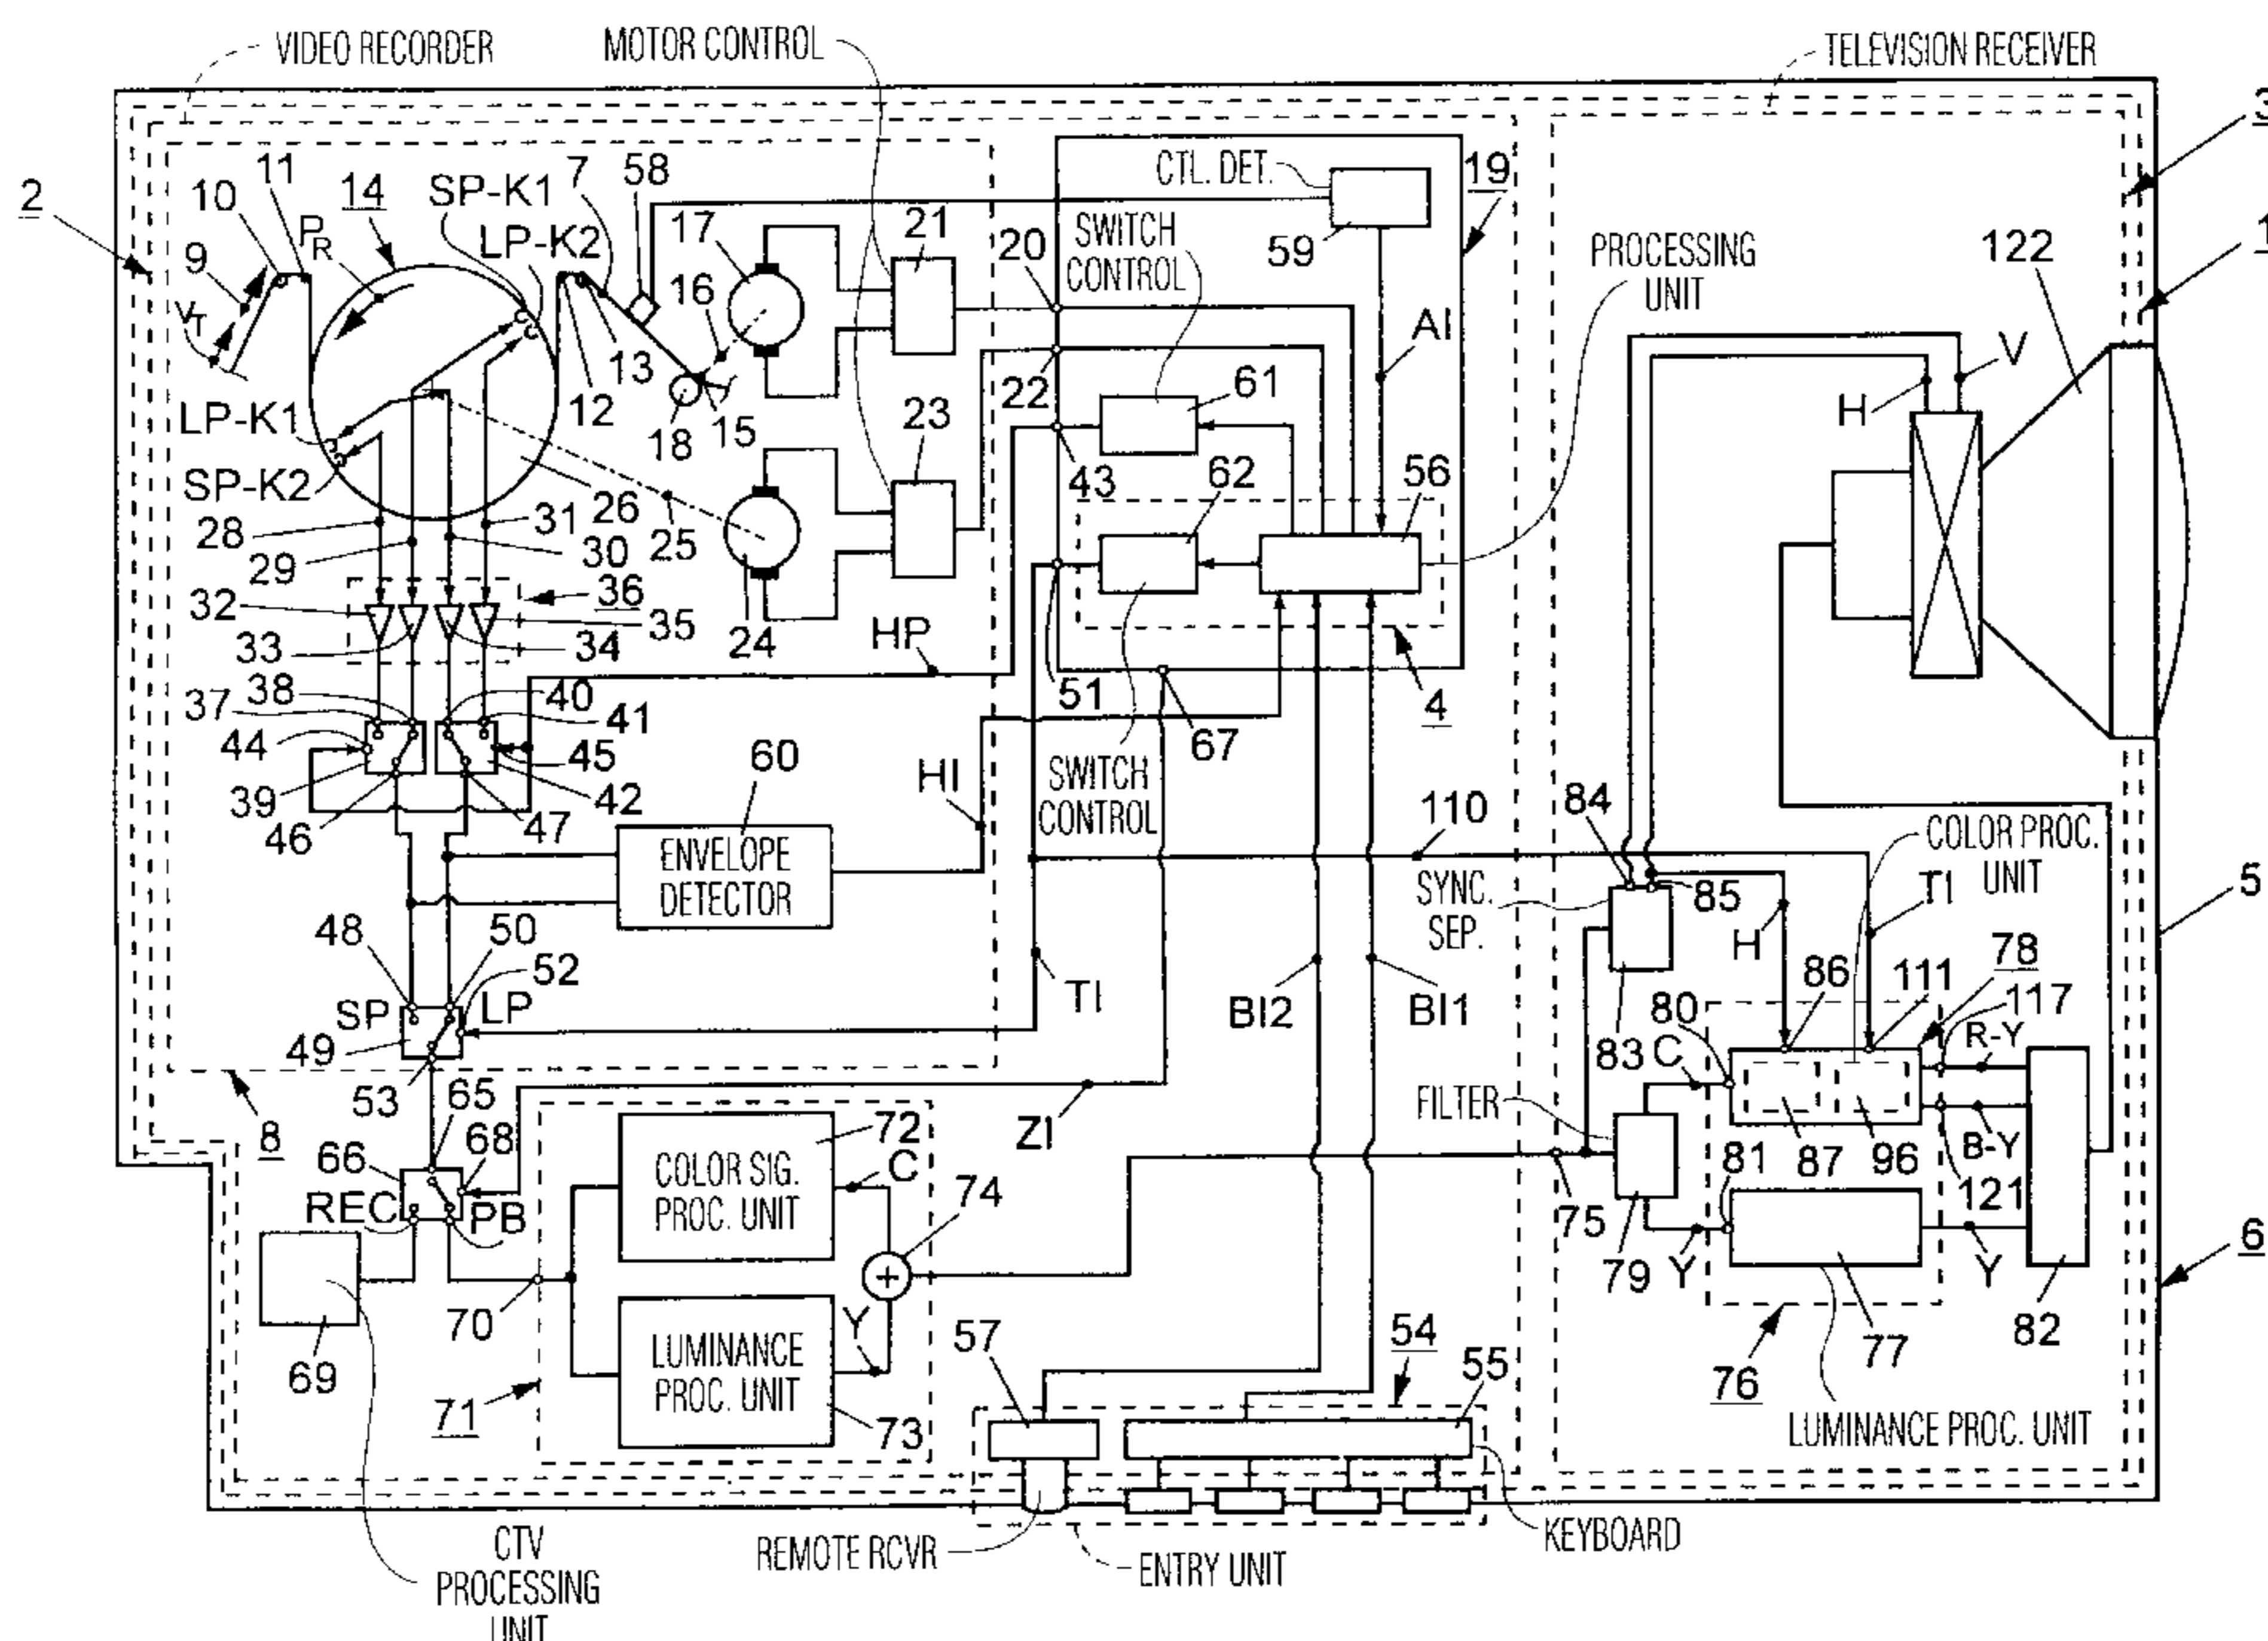 VIDEO RECORDER
MOTOR CONTROL
TELEVISION RECEIVER
3
2
10
11
14
SP-K1
7
58
CTL. DET.
19
9
PR
LP-K2
17
21
20
SWITCH
CONTROL
59
PROCESSING
UNIT
122
1
VT
16
AI
V
12
13
22
61
H
LP-K1
18
15
23
43
SP-K2
26
62
56
28
31
25
29
30
32
36
35
24
33
34
HP
51
4
37
38
40
41
67
44
45
60
HI
SWITCH
CONTROL
110
84
COLOR PROC.
UNIT
39
42
46
47
ENVELOPE
DETECTOR
SYNC.
SEP.
85
TI
5
48
50
52
H
78
SP
LP
TI
BI2
BI1
86
111
117
49
80
83
C
R-Y
53
65
FILTER
8
ZI
B-Y
66
68
72
COLOR SIG.
PROC. UNIT
C
74
81
87
96
121
REC
PB
75
79
Y
Y
6
70
Y
54
82
69
57
55
77
LUMINANCE
PROC. UNIT
76
71
73
LUMINANCE PROC. UNIT
CTV
PROCESSING
UNIT
REMOTE RCVR
ENTRY UNIT
KEYBOARD